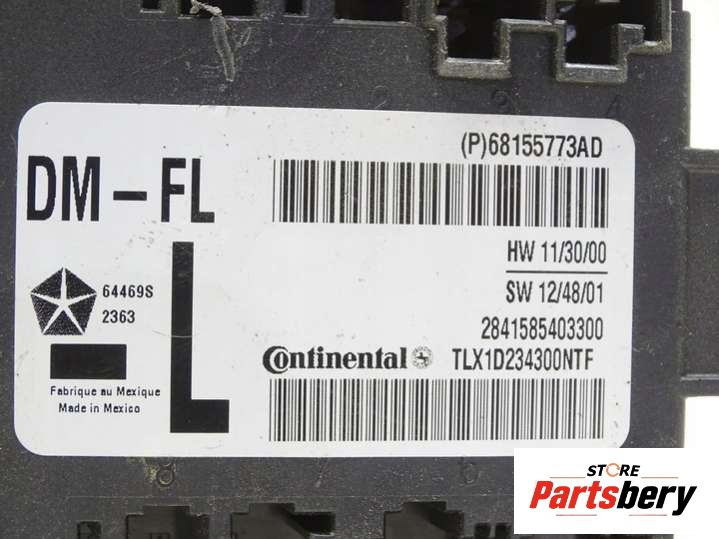 (P)68155773AD
DM-FL
HW 11/30/00
64469S
SW 12/48/01
2363
2841585403300
Continental TLX1D234300NTF
L
Fabrique au Mexique
Made in Mexico
8
STORE
Partsbery